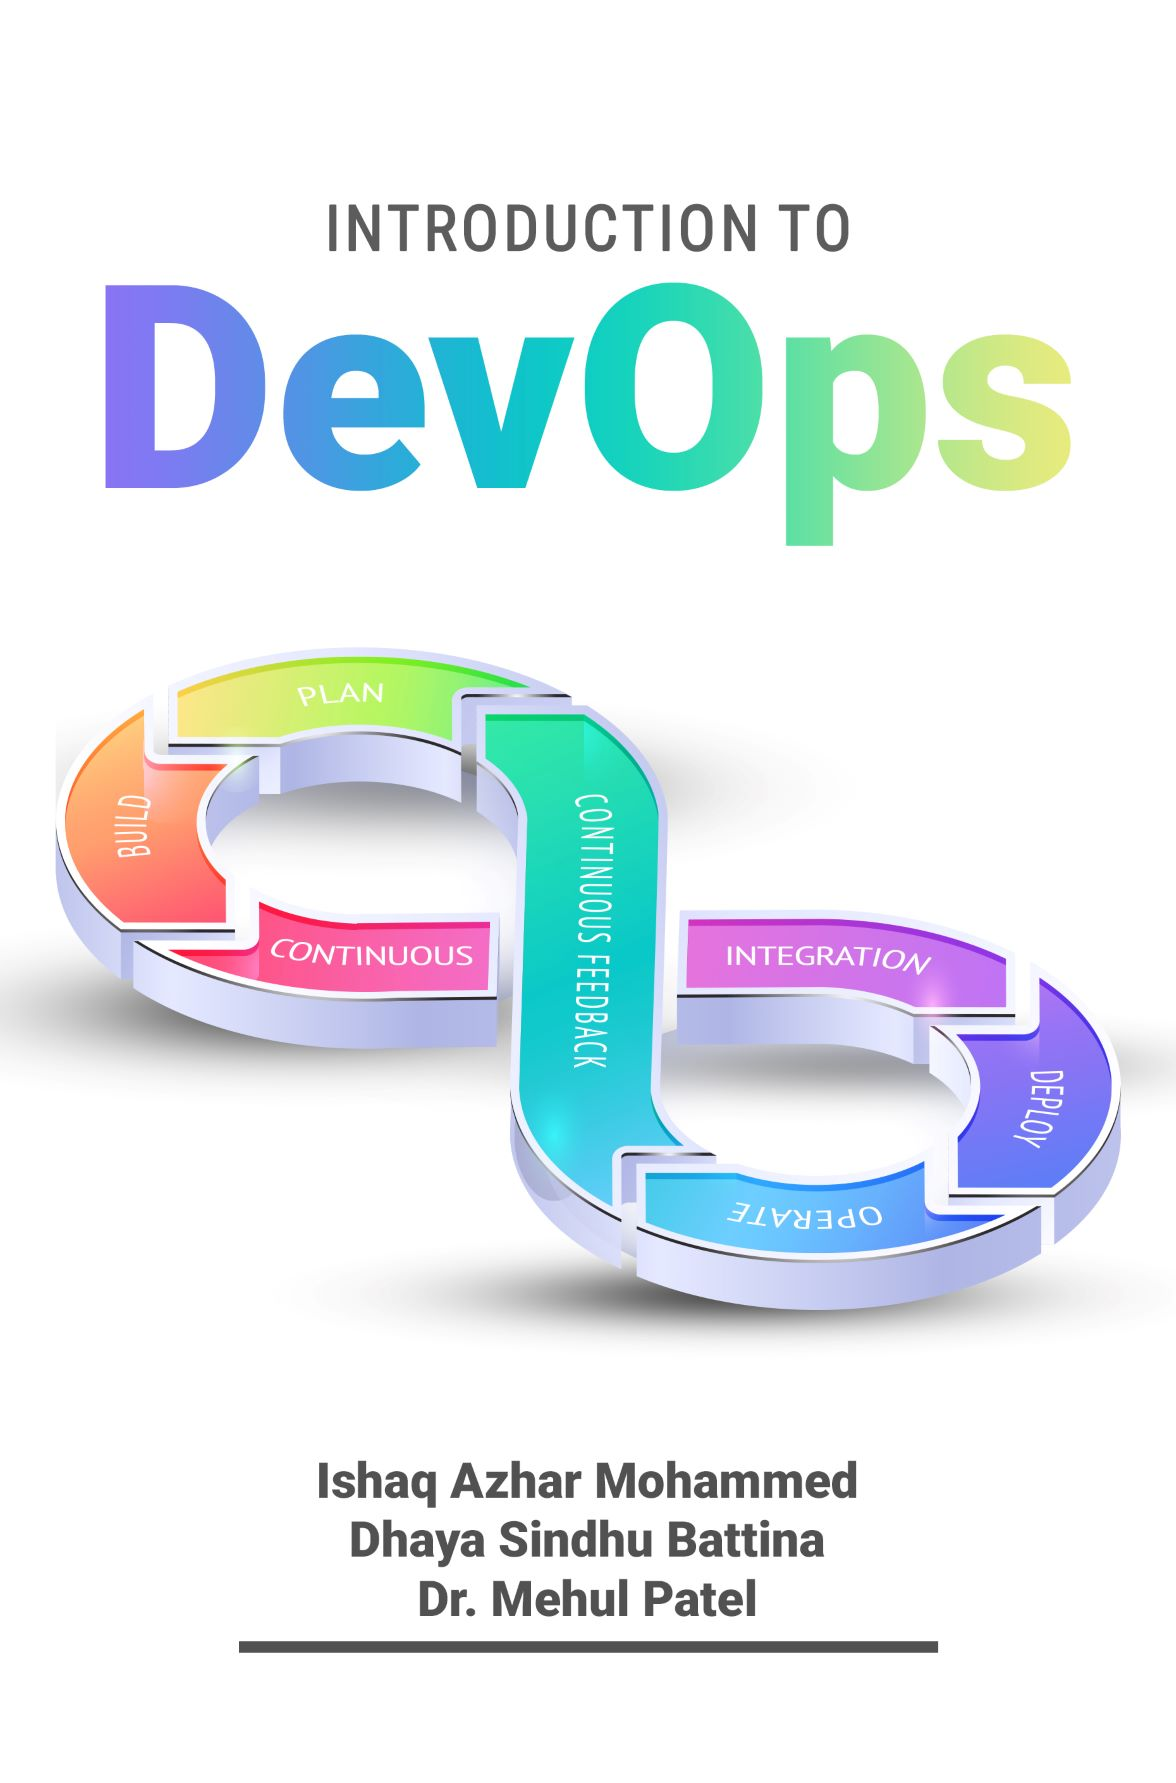 INTRODUCTION TO
DevOps
PLAN
BUILD
CONTINUOUS
CONTINUOUS FEEDBACK
INTEGRATION
DEPLOY
OPERATE
Ishaq Azhar Mohammed
Dhaya Sindhu Battina
Dr. Mehul Patel